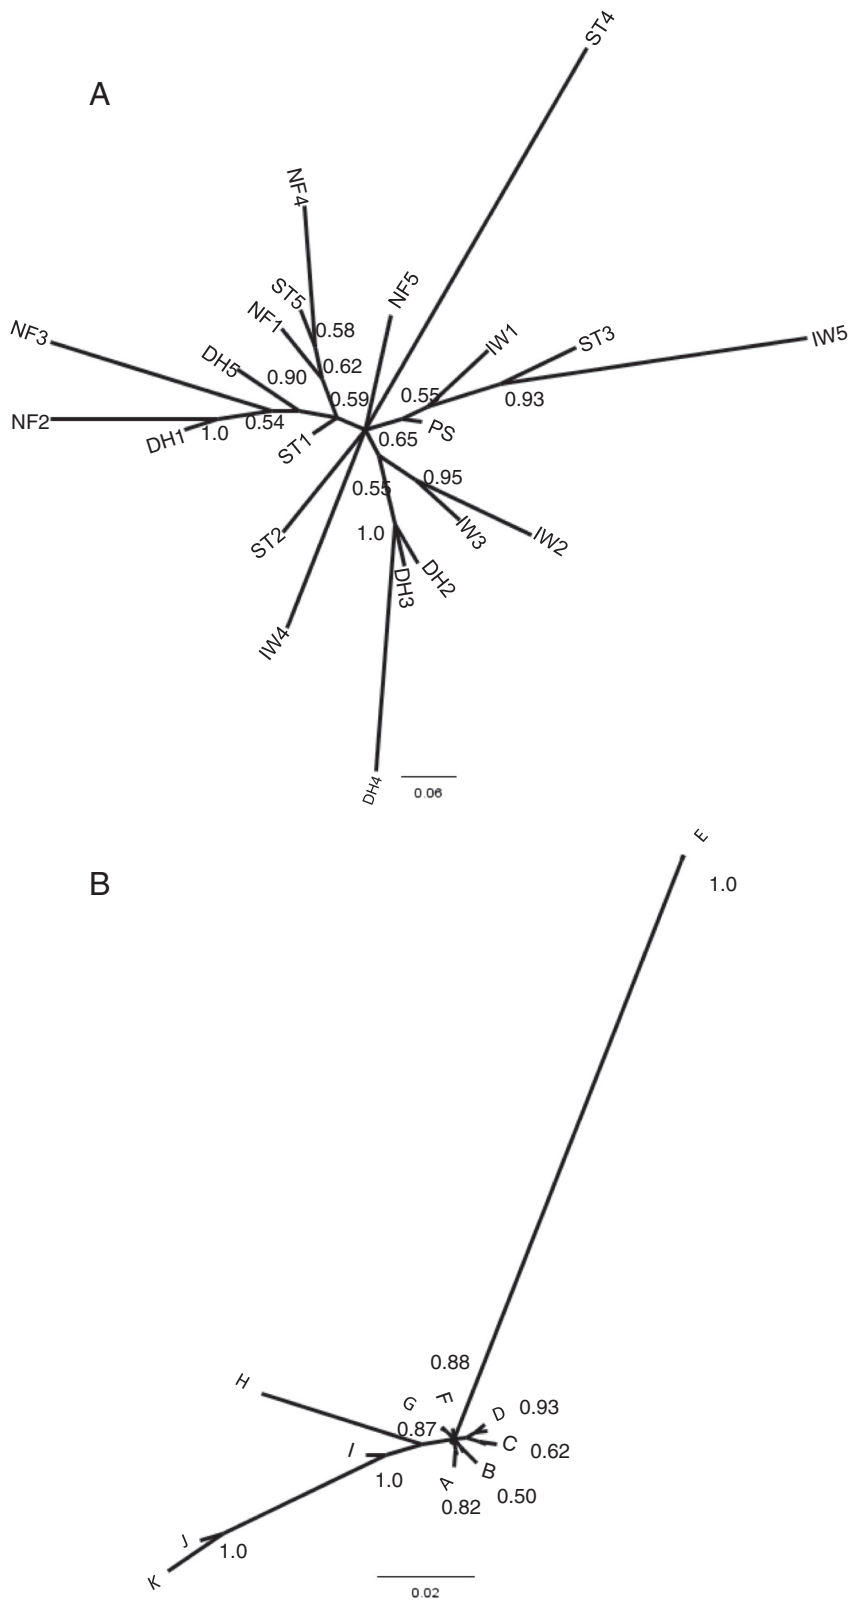 ST4
A
NF4
ST5
NF5
NF1
0.58
NF3
IW1
ST3
IW5
DH5
0.62
0.90
0.59
0.55
0.93
NF2
0.54
DH1
1.0
ST1
PS
0.65
0.55
0.95
ST2
1.0
IW3
IW2
DH3
DH2
IW4
DH4
0.06
E
B
1.0
0.88
H
G
F
D
0.93
0.87
C
0.62
I
1.0
A
B
0.50
0.82
J
1.0
K
0.02